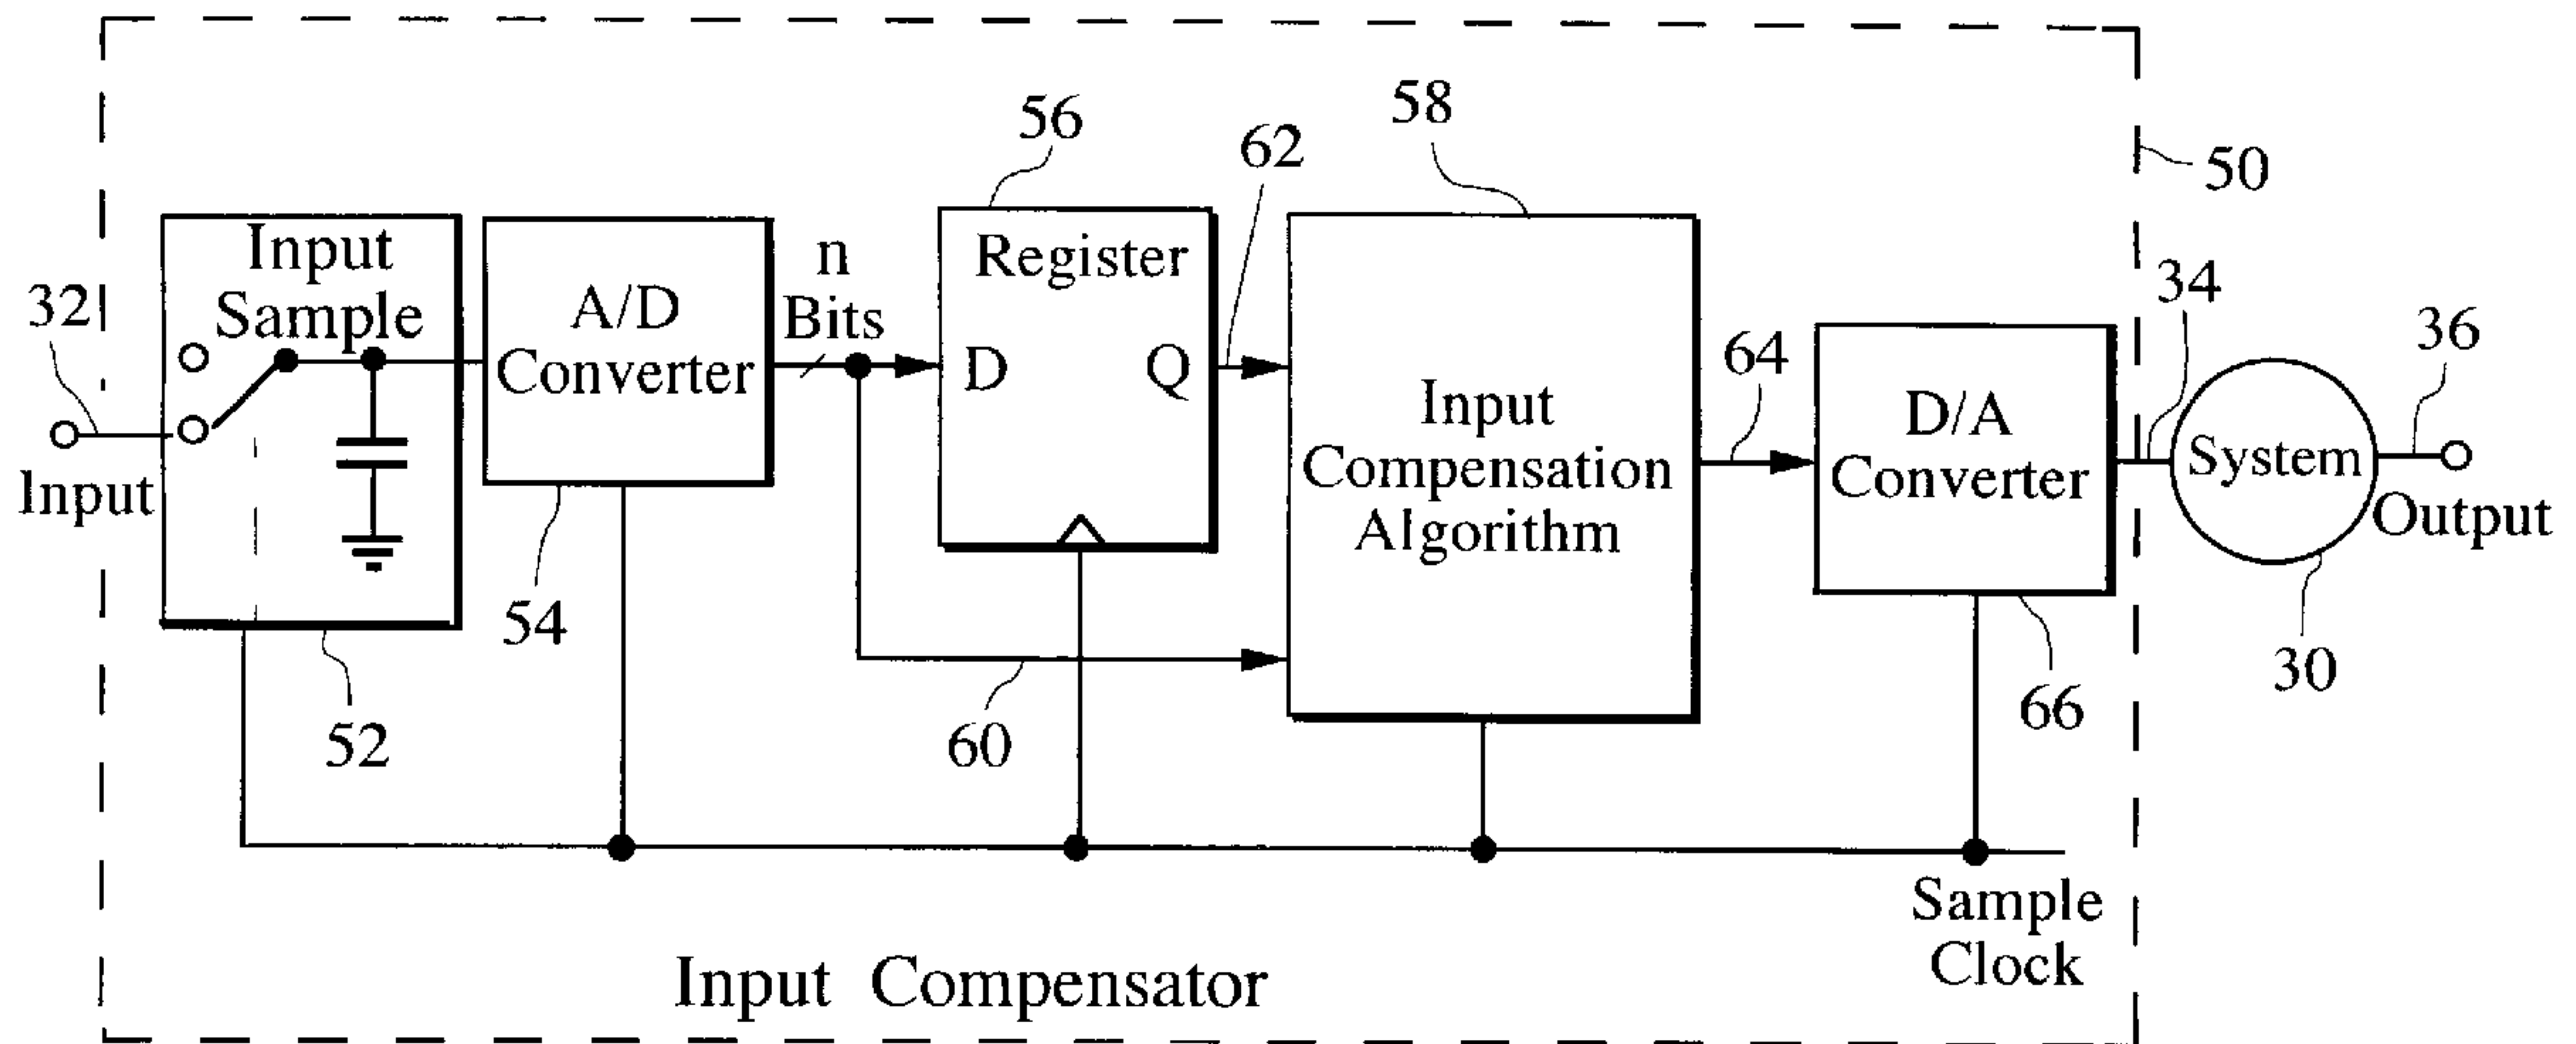 56
58
62
50
32
Input
Sample
A/D
Converter
n
Bits
Register
D
Q
Input
Compensation
Algorithm
64
D/A
Converter
34
System
36
Input
Output
54
52
60
66
30
Sample
Clock
Input Compensator